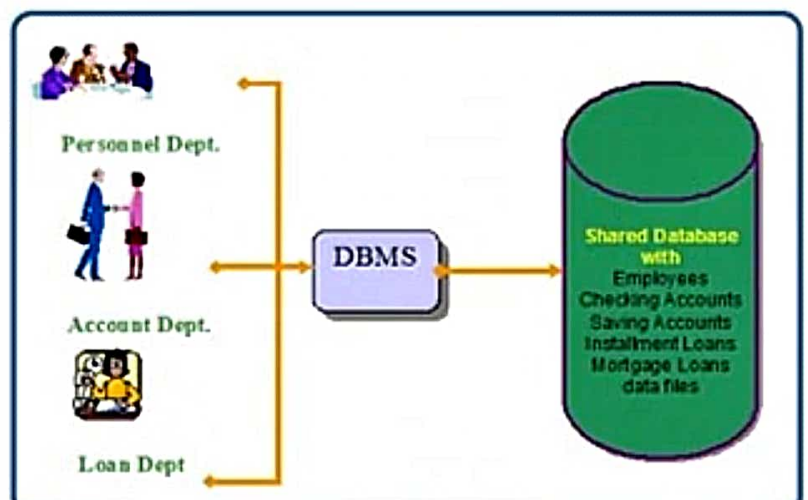 Personnel Dept.
Account Dept.
Loan Dept
DBMS
Shared Database
with
Employees
Checking Accounts
Saving Accounts
Installment Loans
Mortgage Loans
data files